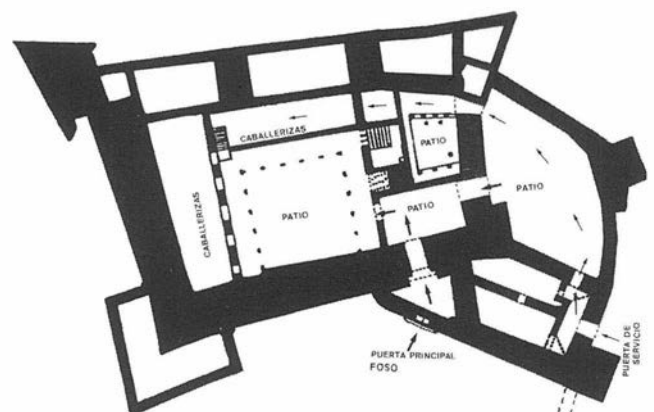 CABALLERIZAS
CABALLERIZAS
PATIO
PATIO
PATIO
PATIO
PUERTA PRINCIPAL
FOSO
PUERTA DE
SERVICIO